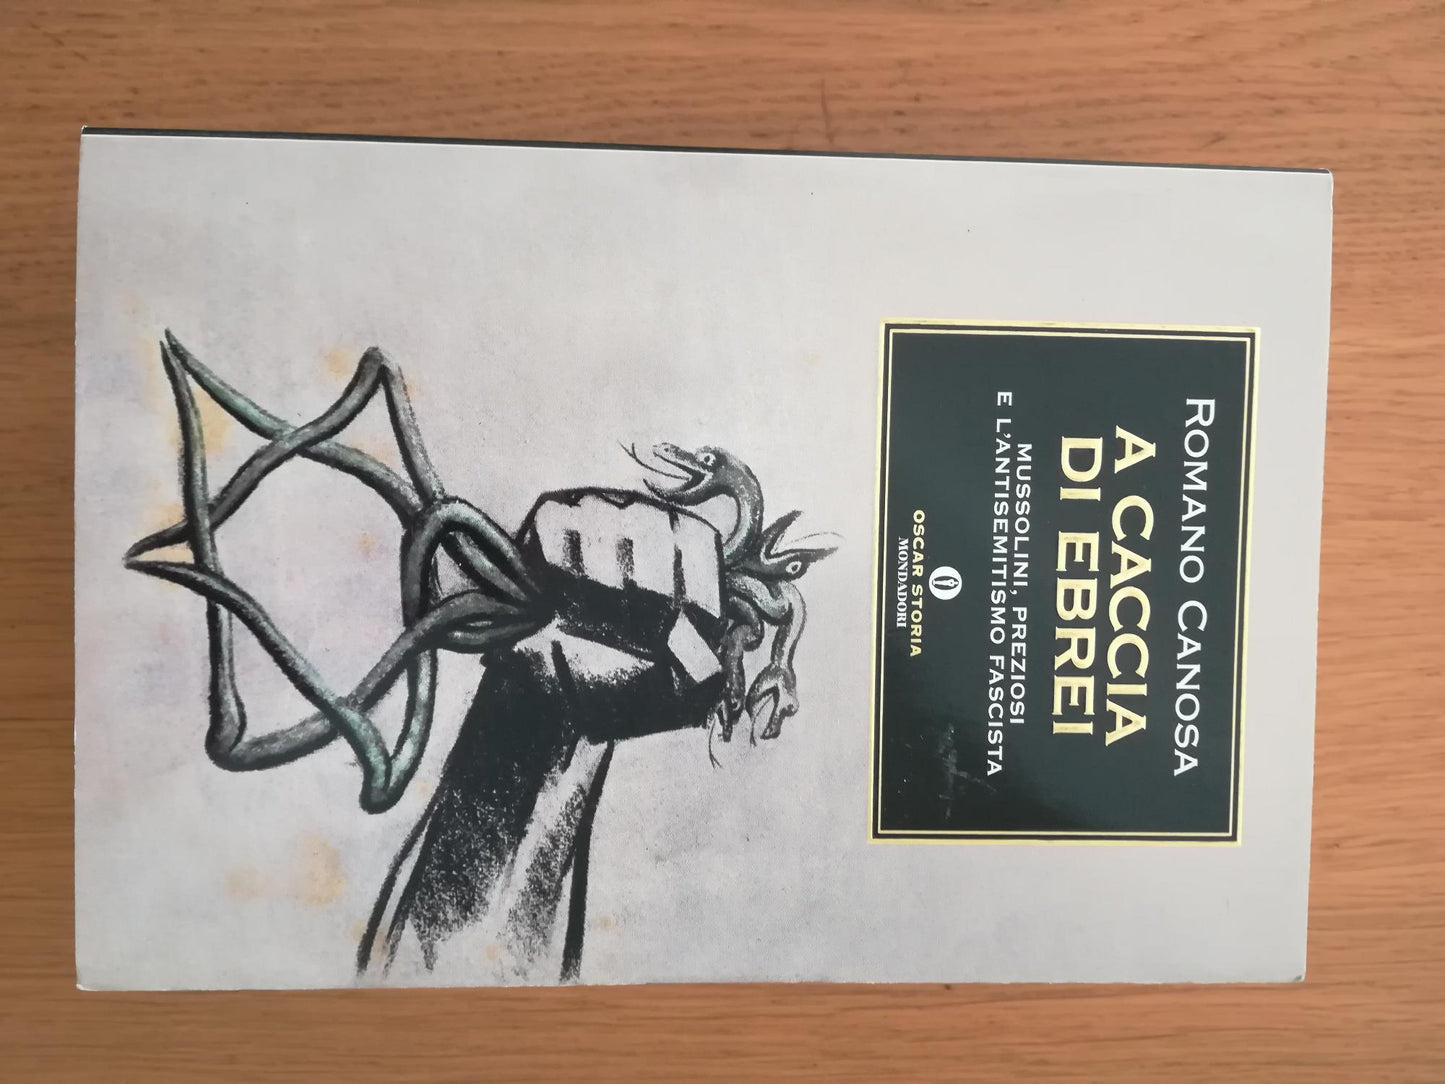 ROMANO CANOSA
A CACCIA
DI EBREI
MUSSOLINI, PREZIOSI
E L'ANTISEMITISMO FASCISTA
OSCAR STORIA
MONDADORI